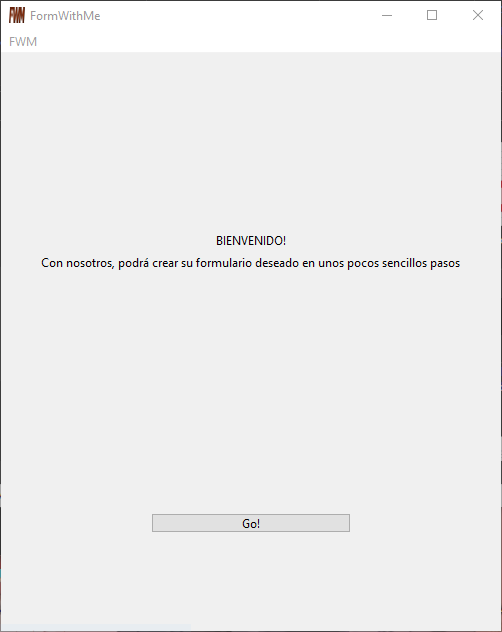 FWM FormWithMe
FWM
BIENVENIDO!
Con nosotros, podrá crear su formulario deseado en unos pocos sencillos pasos
Go!